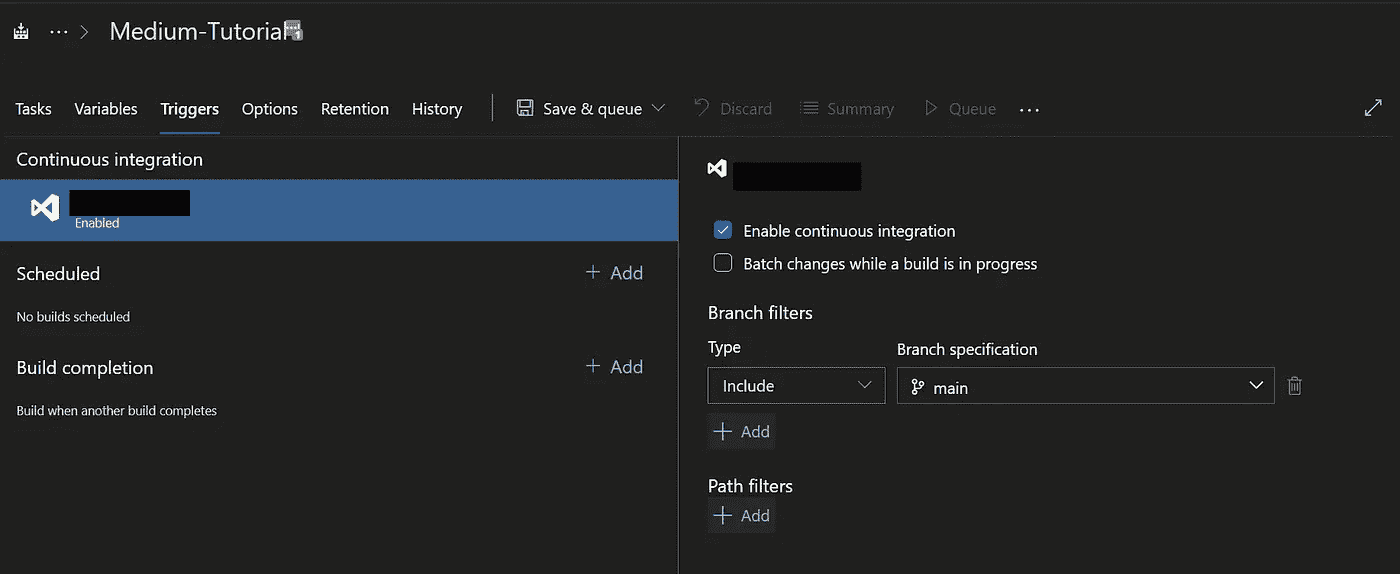 Medium-Tutorial
Tasks Variables Triggers Options Retention History Save & queue Discard Summary Queue
Continuous integration
Enabled
Scheduled
+ Add
No builds scheduled
Build completion
+ Add
Build when another build completes
Enable continuous integration
Batch changes while a build is in progress
Branch filters
Type Branch specification
Include main
+ Add
Path filters
+ Add